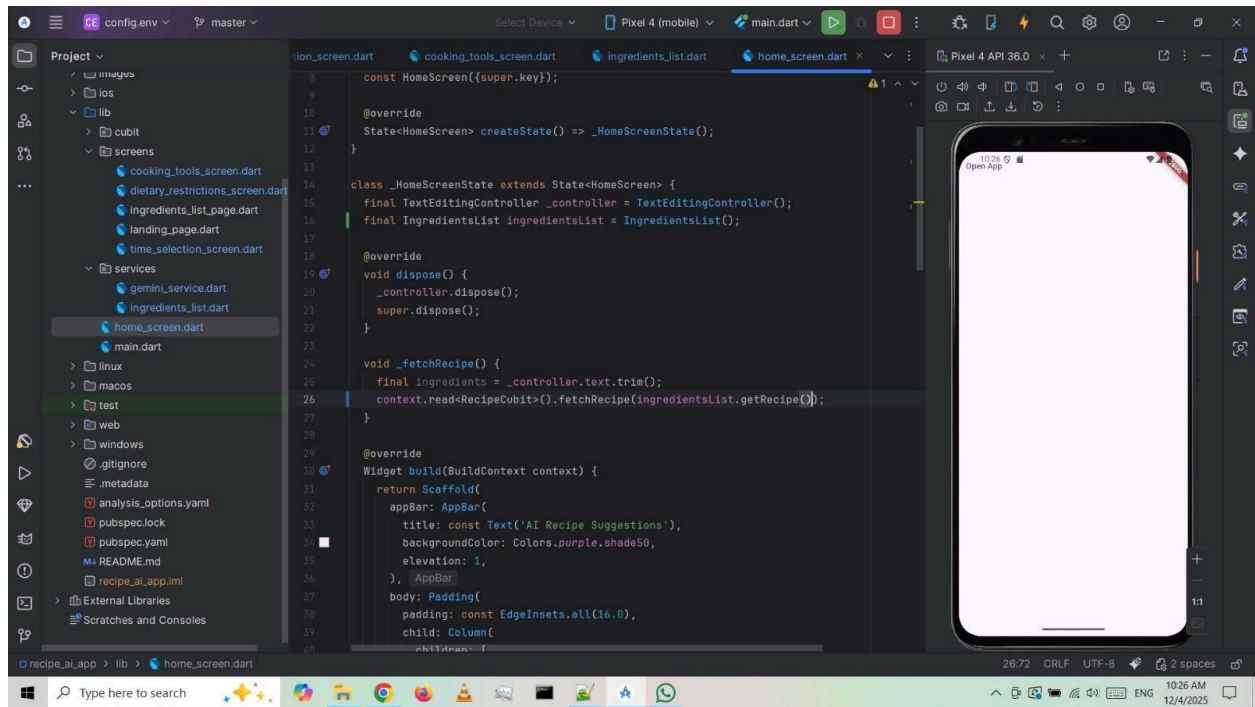 CE config.env master Select Device Pixel 4 (mobile) main.dart
Project
tion_screen.dart cooking_tools_screen.dart ingredients_list.dart home_screen.dart
Pixel 4 API 36.0
images
ios
lib
cubit
screens
cooking_tools_screen.dart
dietary_restrictions_screen.dart
ingredients_list_page.dart
landing_page.dart
time_selection_screen.dart
services
gemini_service.dart
ingredients_list.dart
home_screen.dart
main.dart
linux
macos
test
web
windows
.gitignore
.metadata
analysis_options.yaml
pubspec.lock
pubspec.yaml
README.md
recipe_ai_app.iml
External Libraries
Scratches and Consoles
1
8 const HomeScreen({super.key});
9
10 @override
11 State<HomeScreen> createState() => _HomeScreenState();
12 }
13
14 class _HomeScreenState extends State<HomeScreen> {
15 final TextEditingController _controller = TextEditingController();
16 final IngredientsList ingredientsList = IngredientsList();
17
18 @override
19 void dispose() {
20 _controller.dispose();
21 super.dispose();
22 }
23
24 void _fetchRecipe() {
25 final ingredients = _controller.text.trim();
26 context.read<RecipeCubit>().fetchRecipe(ingredientsList.getRecipe());
27 }
28
29 @override
30 Widget build(BuildContext context) {
31 return Scaffold(
32 appBar: AppBar(
33 title: const Text('AI Recipe Suggestions'),
34 backgroundColor: Colors.purple.shade50,
35 elevation: 1,
36 ), AppBar
37 body: Padding(
38 padding: const EdgeInsets.all(16.0),
39 child: Column(
40 children: [
10:26
Open App
1:1
recipe_ai_app > lib > home_screen.dart
26:72 CRLF UTF-8 2 spaces
Type here to search
ENG
10:26 AM
12/4/2025